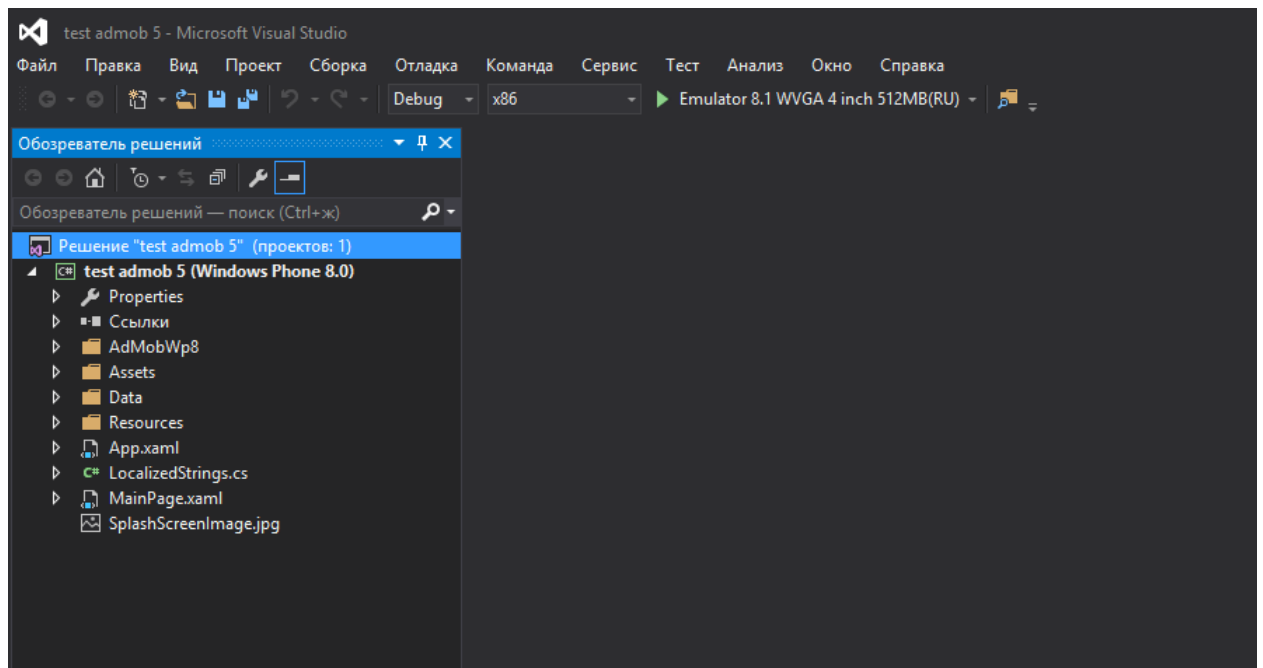 test admob 5 - Microsoft Visual Studio
Файл Правка Вид Проект Сборка Отладка Команда Сервис Тест Анализ Окно Справка
Debug x86 Emulator 8.1 WVGA 4 inch 512MB(RU)
Обозреватель решений
Обозреватель решений — поиск (Ctrl+ж)
Решение "test admob 5" (проектов: 1)
C# test admob 5 (Windows Phone 8.0)
Properties
Ссылки
AdMobWp8
Assets
Data
Resources
App.xaml
C# LocalizedStrings.cs
MainPage.xaml
SplashScreenImage.jpg